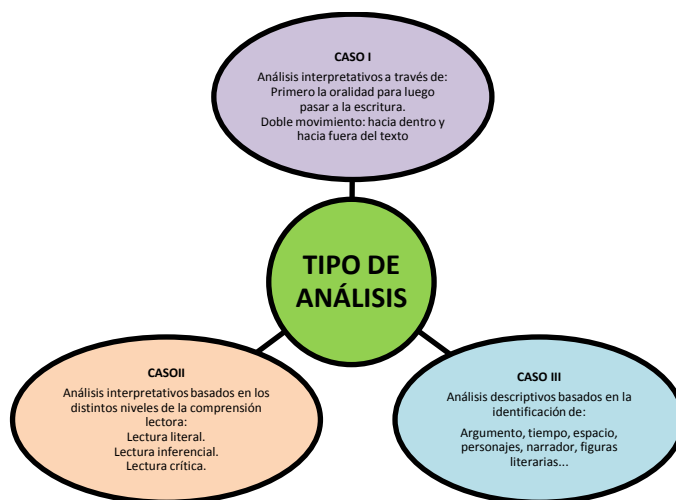 CASO I
Análisis interpretativos a través de:
Primero la oralidad para luego
pasar a la escritura.
Doble movimiento: hacia dentro y
hacia fuera del texto
TIPO DE
ANÁLISIS
CASOII
Análisis interpretativos basados en los
distintos niveles de la comprensión
lectora:
Lectura literal.
Lectura inferencial.
Lectura crítica.
CASO III
Análisis descriptivos basados en la
identificación de:
Argumento, tiempo, espacio,
personajes, narrador, figuras
literarias...